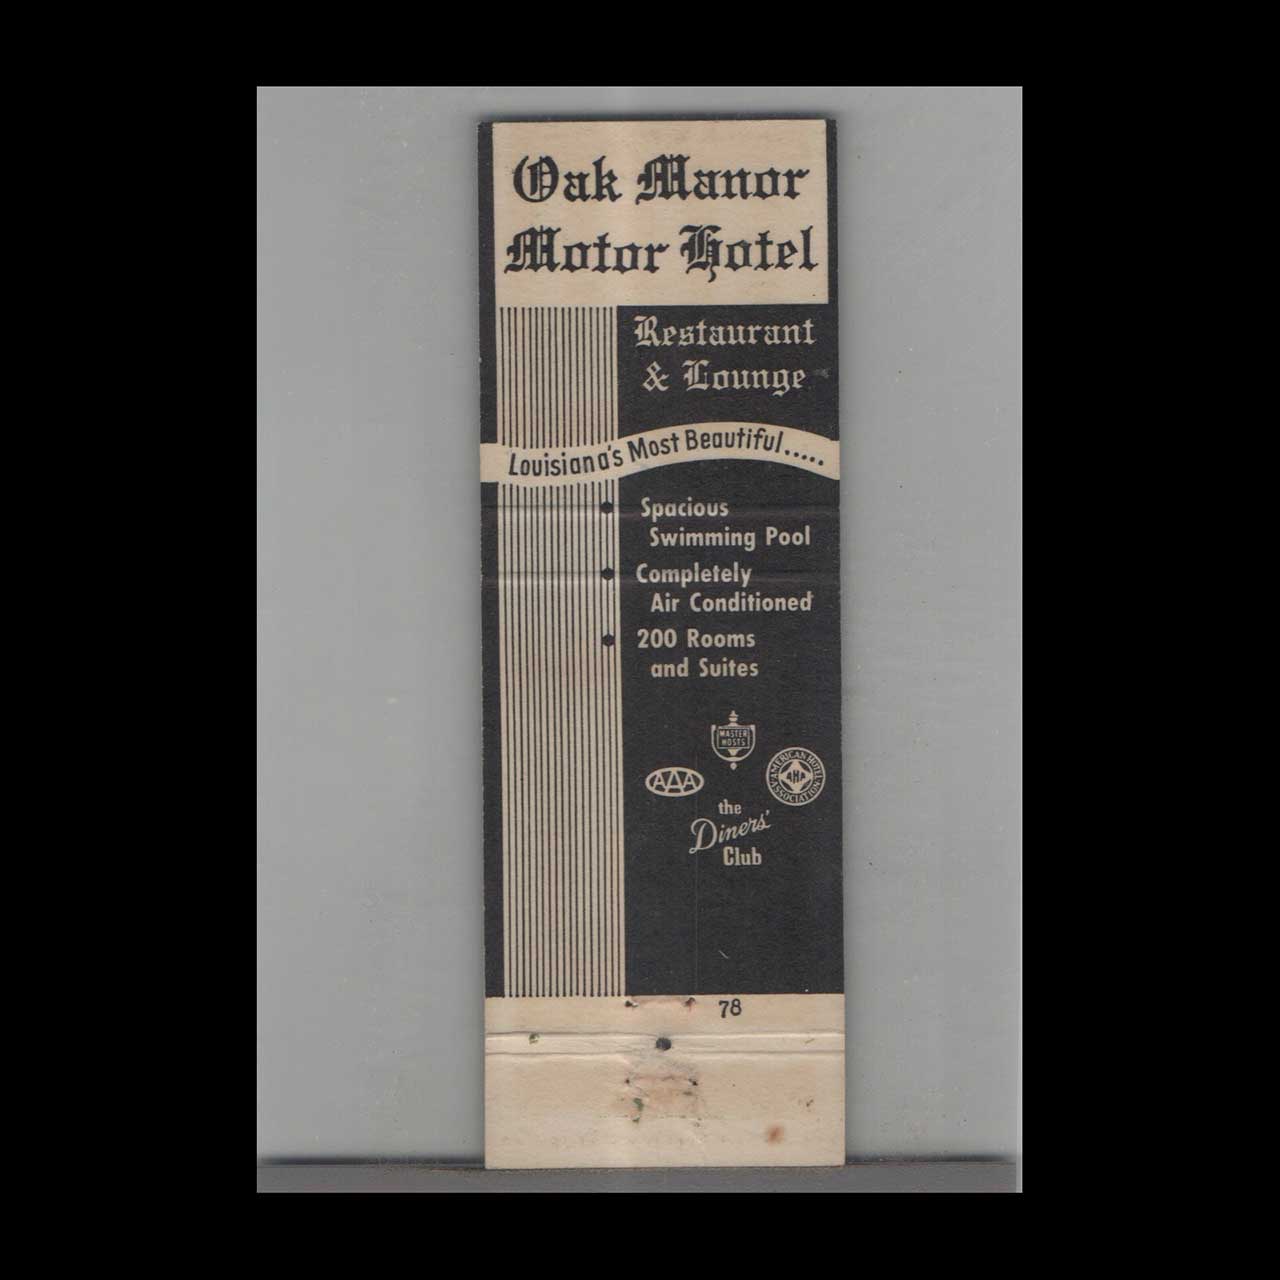 Oak Manor
Motor Hotel
Restaurant
& Lounge
Louisiana's Most Beautiful.....
Spacious
Swimming Pool
Completely
Air Conditioned
200 Rooms
and Suites
MASTER
HOSTS
AAA
AMERICAN HOTEL
AHA
ASSOCIATION
the
Diners'
Club
78